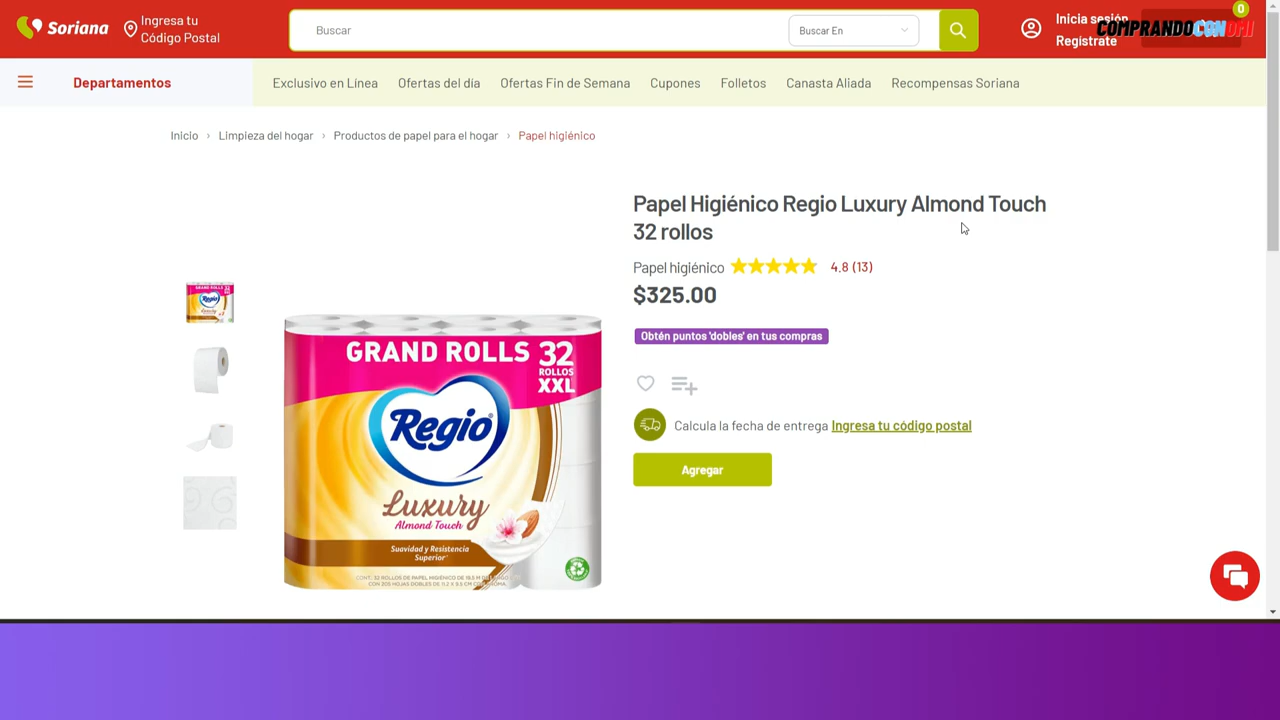 Soriana
Ingresa tu
Código Postal
Buscar
Buscar En
Inicia sesión
Regístrate
0
COMPRANDOCONDHI
Departamentos
Exclusivo en Línea
Ofertas del día
Ofertas Fin de Semana
Cupones
Folletos
Canasta Aliada
Recompensas Soriana
Inicio › Limpieza del hogar › Productos de papel para el hogar › Papel higiénico
Papel Higiénico Regio Luxury Almond Touch
32 rollos
Papel higiénico
4.8 (13)
$325.00
Obtén puntos 'dobles' en tus compras
Calcula la fecha de entrega Ingresa tu código postal
Agregar
GRAND ROLLS 32
ROLLOS
XXL
Regio
Luxury
Almond Touch
Suavidad y Resistencia
Superior